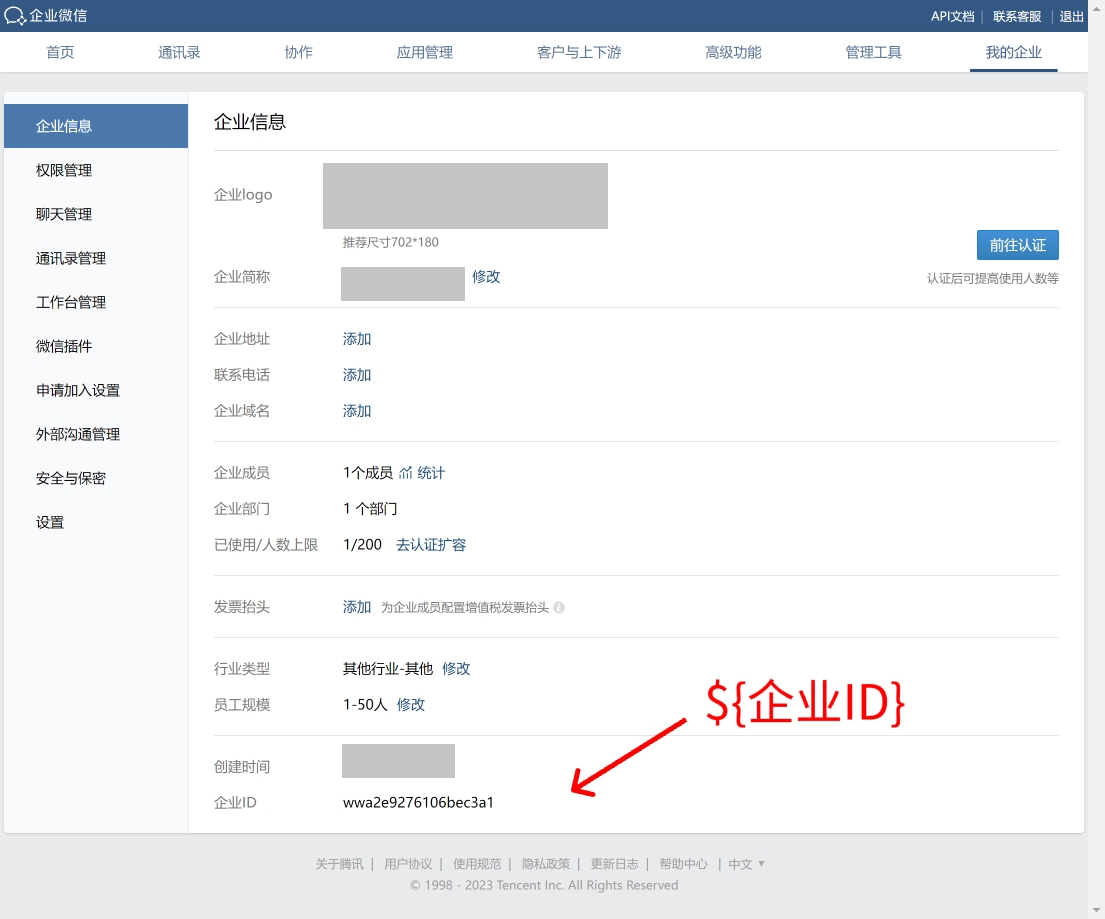 企业微信
API文档 | 联系客服 | 退出
首页 通讯录 协作 应用管理 客户与上下游 高级功能 管理工具 我的企业
企业信息
权限管理
聊天管理
通讯录管理
工作台管理
微信插件
申请加入设置
外部沟通管理
安全与保密
设置
企业信息
企业logo
推荐尺寸702*180
前往认证
认证后可提高使用人数等
企业简称 修改
企业地址 添加
联系电话 添加
企业域名 添加
企业成员 1个成员 统计
企业部门 1 个部门
已使用/人数上限 1/200 去认证扩容
发票抬头 添加 为企业成员配置增值税发票抬头
行业类型 其他行业-其他 修改
员工规模 1-50人 修改
${企业ID}
创建时间
企业ID wwa2e9276106bec3a1
关于腾讯 | 用户协议 | 使用规范 | 隐私政策 | 更新日志 | 帮助中心 | 中文 ▼
© 1998 - 2023 Tencent Inc. All Rights Reserved